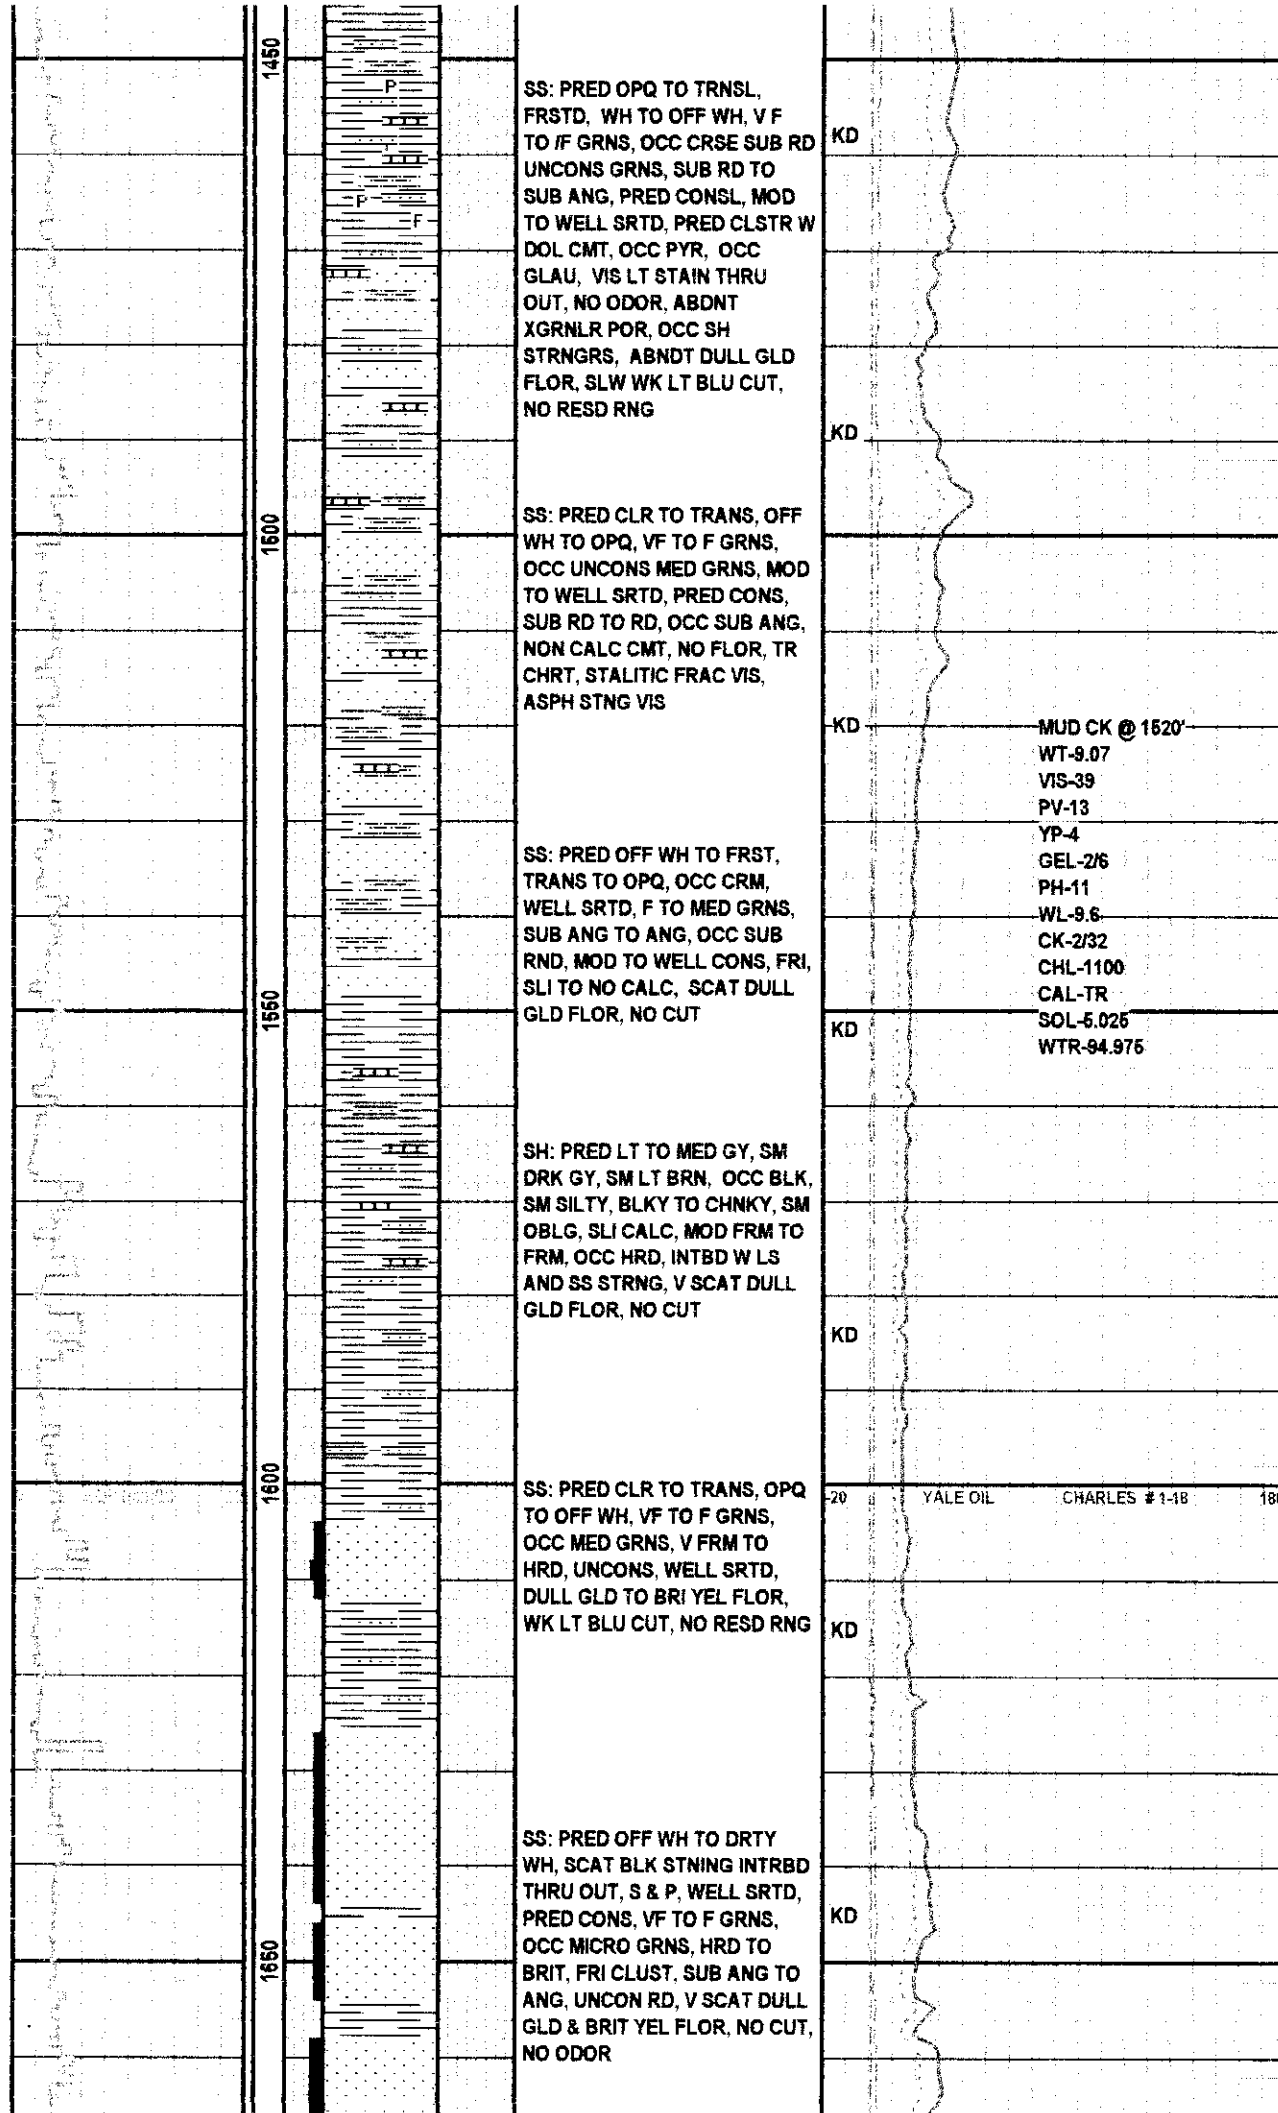 1450
P
P
F
SS: PRED OPQ TO TRNSL,
FRSTD, WH TO OFF WH, V F
TO /F GRNS, OCC CRSE SUB RD
UNCONS GRNS, SUB RD TO
SUB ANG, PRED CONSL, MOD
TO WELL SRTD, PRED CLSTR W
DOL CMT, OCC PYR, OCC
GLAU, VIS LT STAIN THRU
OUT, NO ODOR, ABDNT
XGRNLR POR, OCC SH
STRNGRS, ABNDT DULL GLD
FLOR, SLW WK LT BLU CUT,
NO RESD RNG
KD
KD
1500
SS: PRED CLR TO TRANS, OFF
WH TO OPQ, VF TO F GRNS,
OCC UNCONS MED GRNS, MOD
TO WELL SRTD, PRED CONS,
SUB RD TO RD, OCC SUB ANG,
NON CALC CMT, NO FLOR, TR
CHRT, STALITIC FRAC VIS,
ASPH STNG VIS
KD
MUD CK @ 1520'
WT-9.07
VIS-39
PV-13
YP-4
GEL-2/6
PH-11
WL-9.6
CK-2/32
CHL-1100
CAL-TR
SOL-5.025
WTR-94.975
SS: PRED OFF WH TO FRST,
TRANS TO OPQ, OCC CRM,
WELL SRTD, F TO MED GRNS,
SUB ANG TO ANG, OCC SUB
RND, MOD TO WELL CONS, FRI,
SLI TO NO CALC, SCAT DULL
GLD FLOR, NO CUT
1550
KD
SH: PRED LT TO MED GY, SM
DRK GY, SM LT BRN, OCC BLK,
SM SILTY, BLKY TO CHNKY, SM
OBLG, SLI CALC, MOD FRM TO
FRM, OCC HRD, INTBD W LS
AND SS STRNG, V SCAT DULL
GLD FLOR, NO CUT
KD
1600
SS: PRED CLR TO TRANS, OPQ
TO OFF WH, VF TO F GRNS,
OCC MED GRNS, V FRM TO
HRD, UNCONS, WELL SRTD,
DULL GLD TO BRI YEL FLOR,
WK LT BLU CUT, NO RESD RNG
-20 YALE OIL CHARLES # 1-18
KD
SS: PRED OFF WH TO DRTY
WH, SCAT BLK STNING INTRBD
THRU OUT, S & P, WELL SRTD,
PRED CONS, VF TO F GRNS,
OCC MICRO GRNS, HRD TO
BRIT, FRI CLUST, SUB ANG TO
ANG, UNCON RD, V SCAT DULL
GLD & BRIT YEL FLOR, NO CUT,
NO ODOR
KD
1650